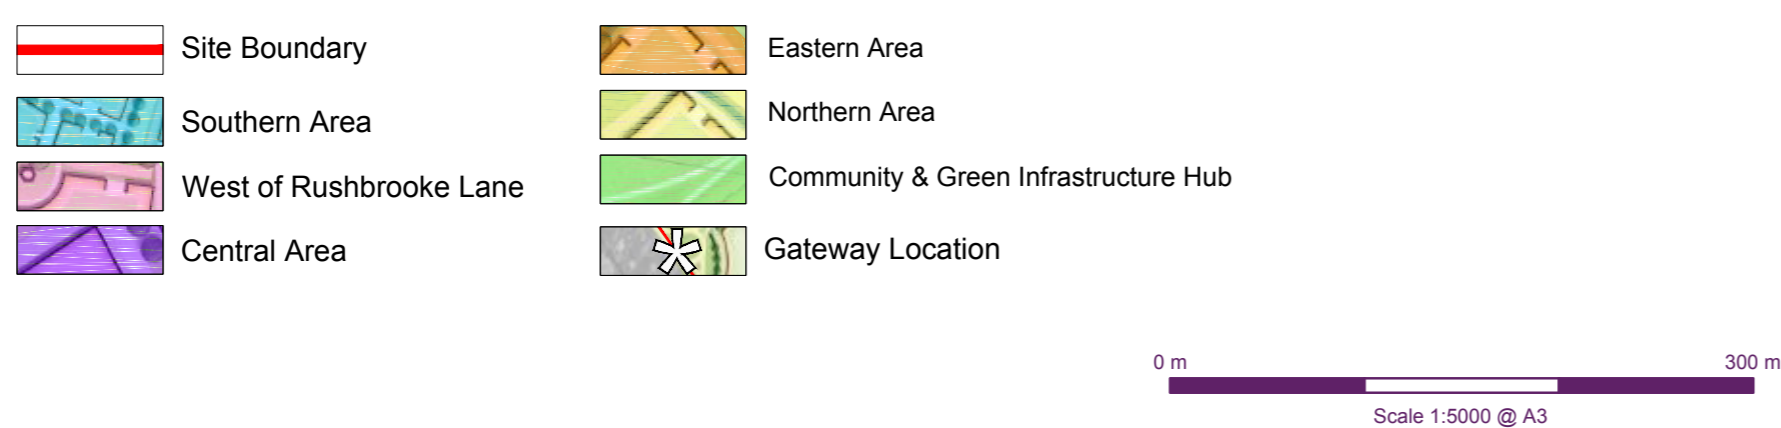 Site Boundary
Southern Area
West of Rushbrooke Lane
Central Area
Eastern Area
Northern Area
Community & Green Infrastructure Hub
Gateway Location
0 m 300 m
Scale 1:5000 @ A3